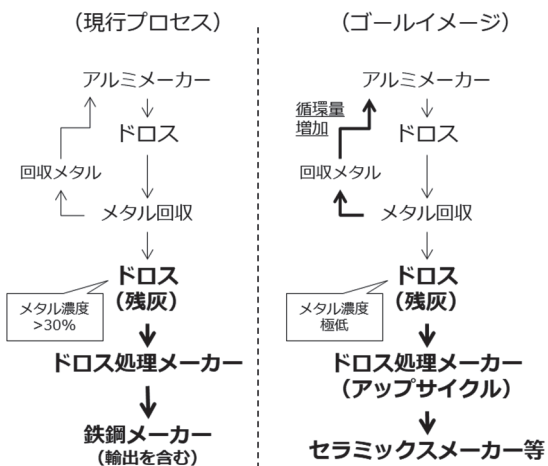 （現行プロセス）
アルミメーカー
ドロス
回収メタル
メタル回収
ドロス
（残灰）
メタル濃度
>30%
ドロス処理メーカー
鉄鋼メーカー
（輸出を含む）
（ゴールイメージ）
アルミメーカー
循環量
増加
ドロス
回収メタル
メタル回収
ドロス
（残灰）
メタル濃度
極低
ドロス処理メーカー
（アップサイクル）
セラミックスメーカー等